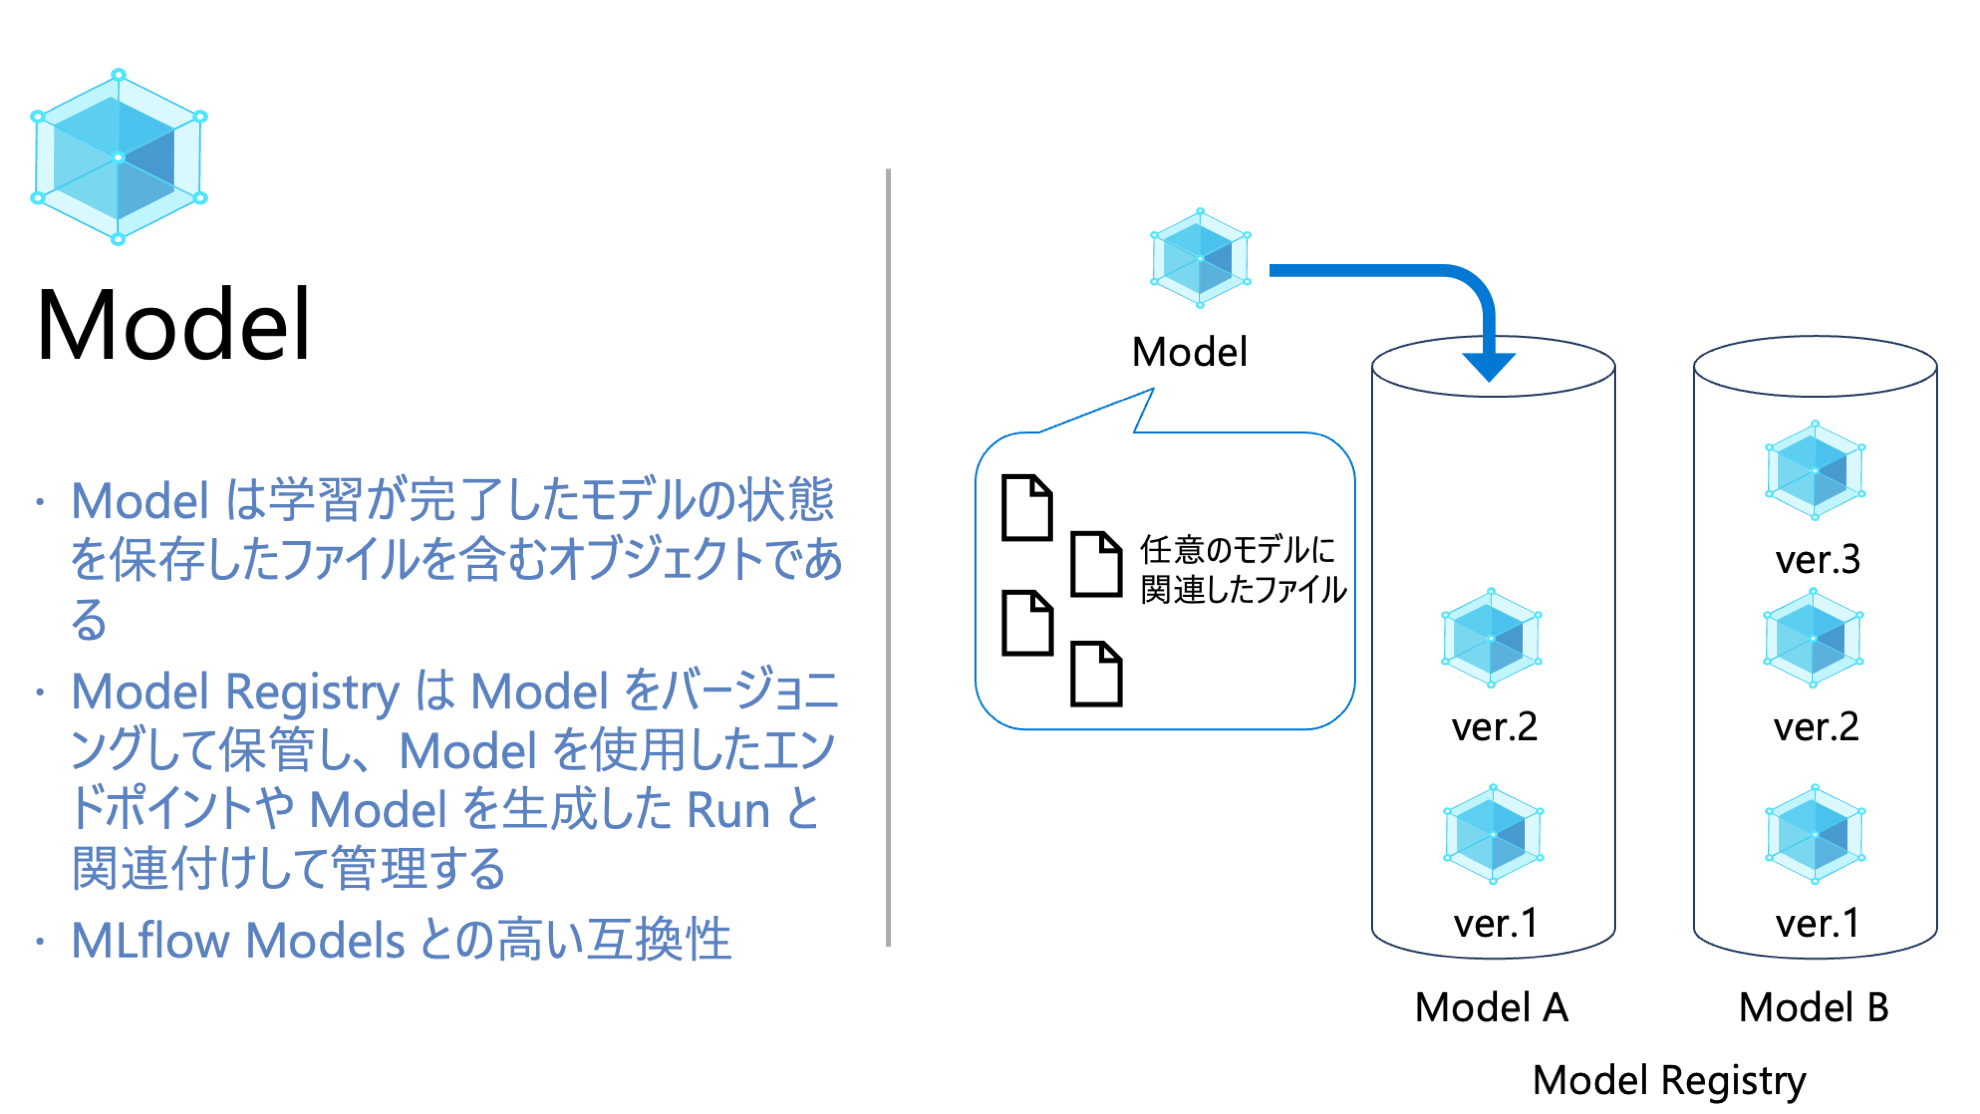 Model
・ Model は学習が完了したモデルの状態
を保存したファイルを含むオブジェクトであ
る
・ Model Registry は Model をバージョニ
ングして保管し、Model を使用したエン
ドポイントや Model を生成した Run と
関連付けして管理する
・ MLflow Models との高い互換性
Model
任意のモデルに
関連したファイル
ver.2
ver.1
Model A
ver.3
ver.2
ver.1
Model B
Model Registry